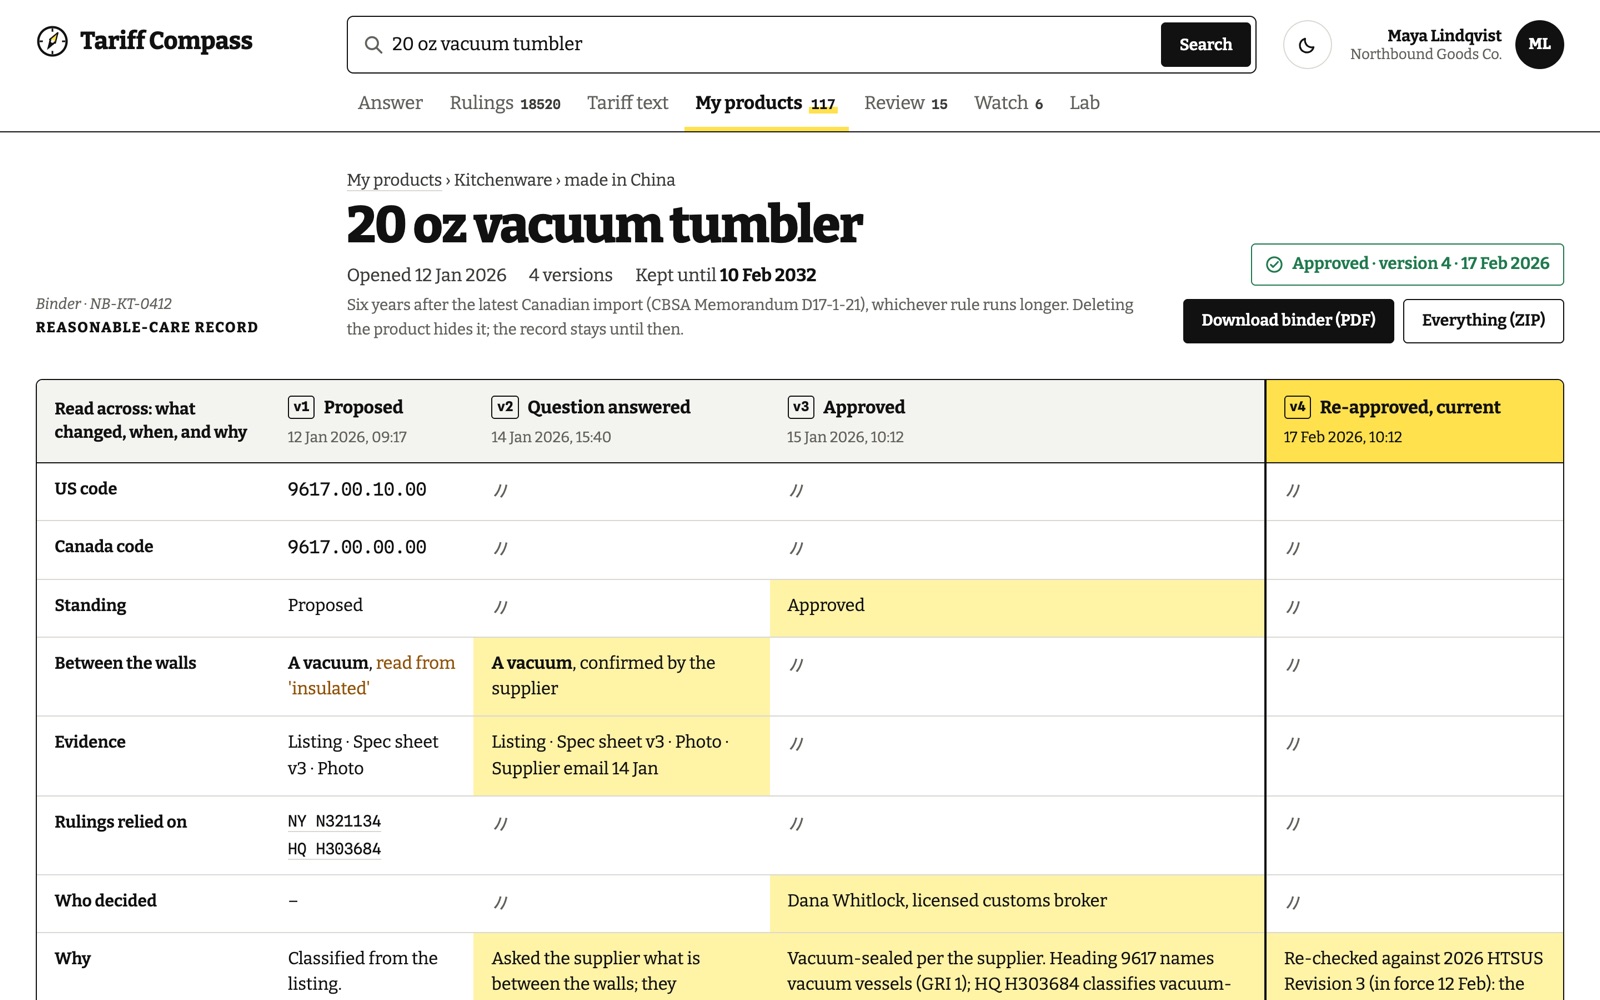 Tariff Compass
20 oz vacuum tumbler
Search
Maya Lindqvist
Northbound Goods Co.
ML
Answer Rulings 18520 Tariff text My products 117 Review 15 Watch 6 Lab
My products › Kitchenware › made in China
20 oz vacuum tumbler
Opened 12 Jan 2026 4 versions Kept until 10 Feb 2032
Six years after the latest Canadian import (CBSA Memorandum D17-1-21), whichever rule runs longer. Deleting
the product hides it; the record stays until then.
Binder · NB-KT-0412
REASONABLE-CARE RECORD
Approved · version 4 · 17 Feb 2026
Download binder (PDF) Everything (ZIP)
Read across: what
changed, when, and why
v1 Proposed
12 Jan 2026, 09:17
v2 Question answered
14 Jan 2026, 15:40
v3 Approved
15 Jan 2026, 10:12
v4 Re-approved, current
17 Feb 2026, 10:12
US code 9617.00.10.00 〃 〃 〃
Canada code 9617.00.00.00 〃 〃 〃
Standing Proposed 〃 Approved 〃
Between the walls
A vacuum, read from
'insulated'
A vacuum, confirmed by the
supplier
〃 〃
Evidence
Listing · Spec sheet
v3 · Photo
Listing · Spec sheet v3 · Photo ·
Supplier email 14 Jan
〃 〃
Rulings relied on
NY N321134
HQ H303684
〃 〃 〃
Who decided – 〃 Dana Whitlock, licensed customs broker 〃
Why
Classified from the
listing.
Asked the supplier what is
between the walls; they
Vacuum-sealed per the supplier. Heading 9617 names
vacuum vessels (GRI 1); HQ H303684 classifies vacuum-
Re-checked against 2026 HTSUS
Revision 3 (in force 12 Feb): the